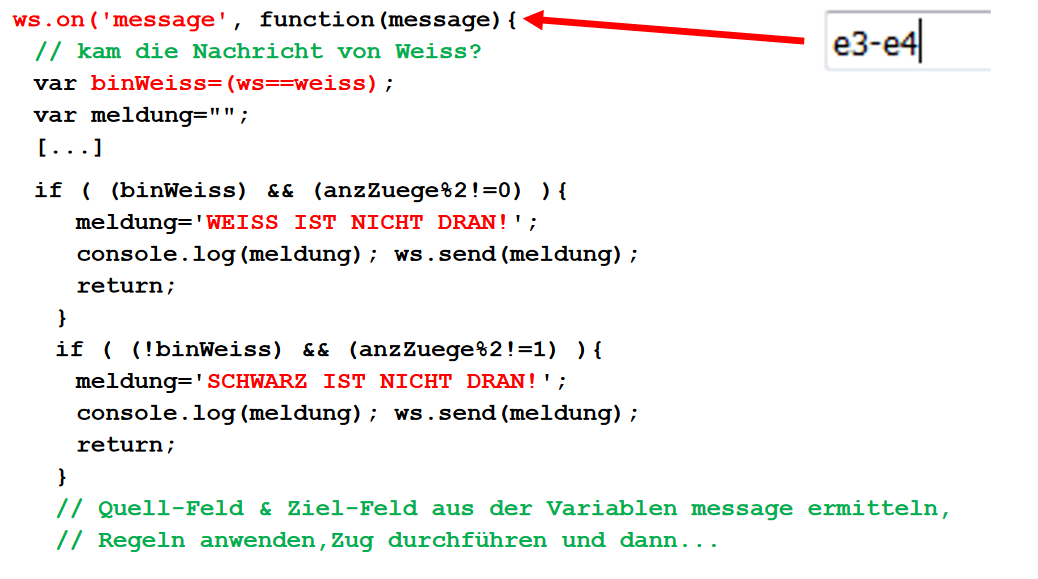 ws.on('message', function(message){
e3-e4
// kam die Nachricht von Weiss?
var binWeiss=(ws==weiss);
var meldung="";
[...]
if ( (binWeiss) && (anzZuege%2!=0) ){
meldung='WEISS IST NICHT DRAN!';
console.log(meldung); ws.send(meldung);
return;
}
if ( (!binWeiss) && (anzZuege%2!=1) ){
meldung='SCHWARZ IST NICHT DRAN!';
console.log(meldung); ws.send(meldung);
return;
}
// Quell-Feld & Ziel-Feld aus der Variablen message ermitteln,
// Regeln anwenden,Zug durchführen und dann...